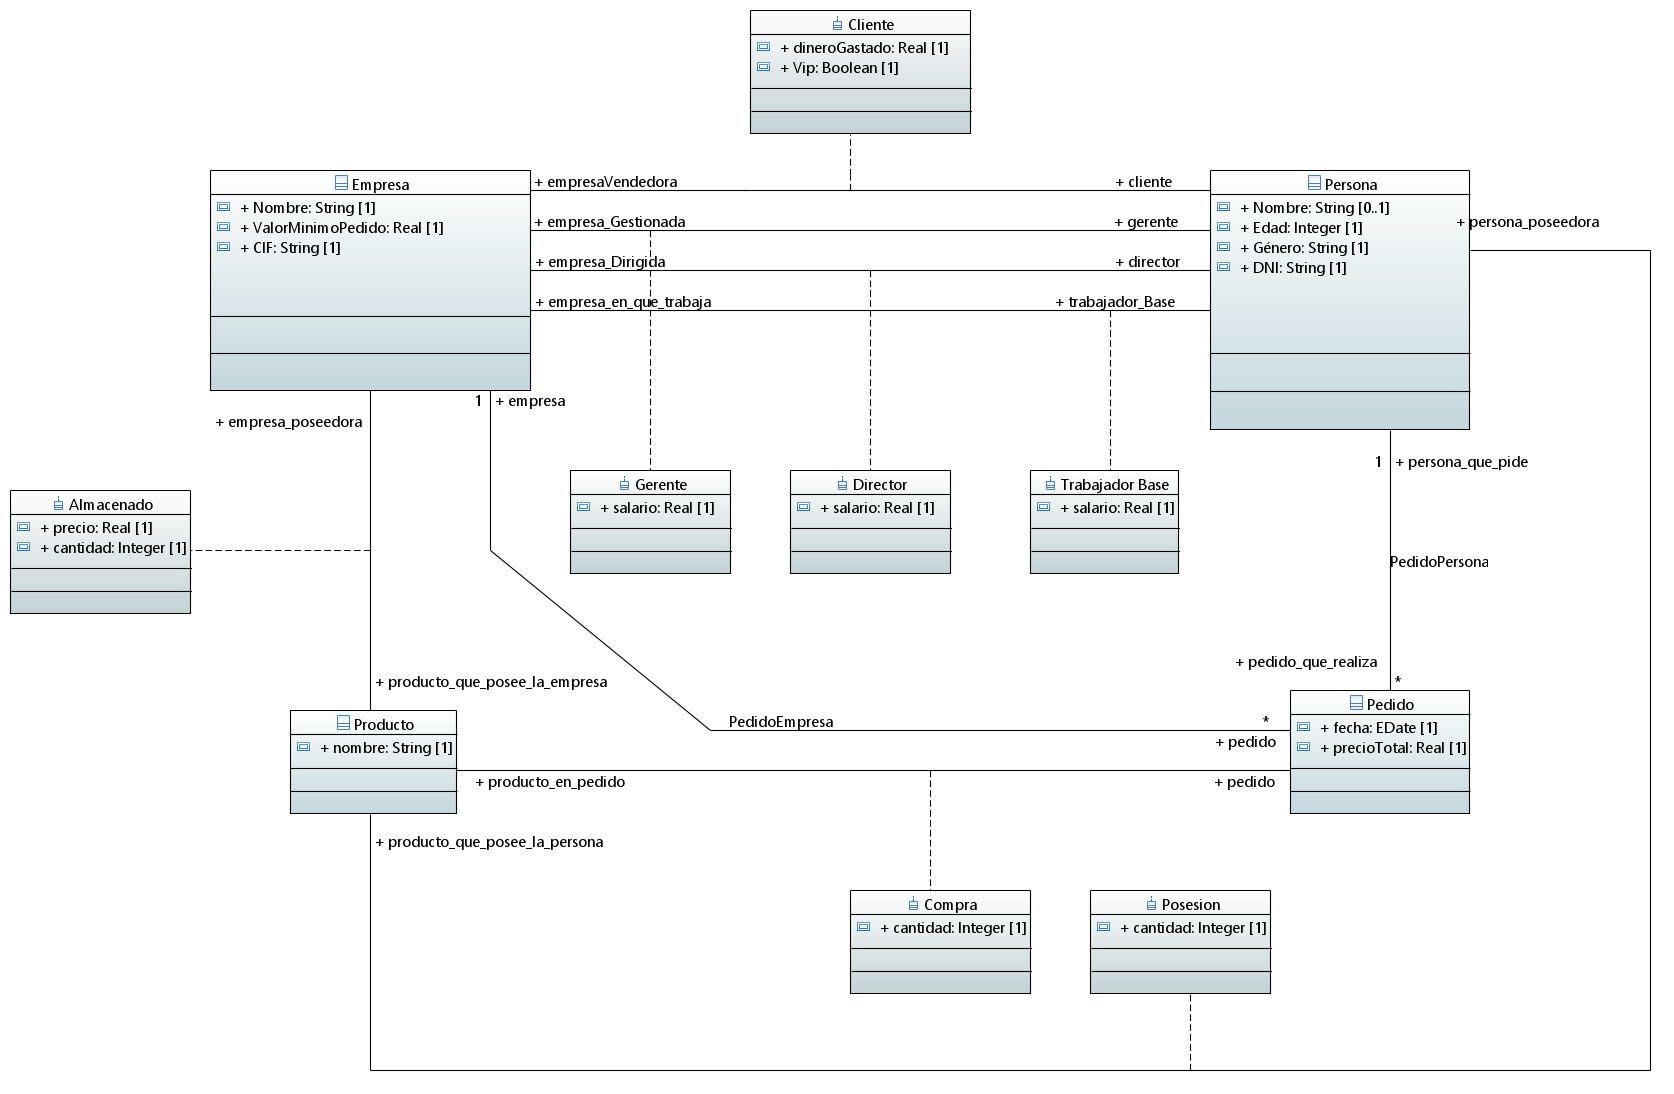 Cliente
+ dineroGastado: Real [1]
+ Vip: Boolean [1]
Empresa
+ Nombre: String [1]
+ ValorMinimoPedido: Real [1]
+ CIF: String [1]
+ empresaVendedora
+ cliente
+ empresa_Gestionada
+ gerente
+ empresa_Dirigida
+ director
+ empresa_en_que_trabaja
+ trabajador_Base
Persona
+ Nombre: String [0..1]
+ Edad: Integer [1]
+ Género: String [1]
+ DNI: String [1]
+ persona_poseedora
1
+ empresa
+ empresa_poseedora
1
+ persona_que_pide
Almacenado
+ precio: Real [1]
+ cantidad: Integer [1]
Gerente
+ salario: Real [1]
Director
+ salario: Real [1]
Trabajador Base
+ salario: Real [1]
PedidoPersona
+ pedido_que_realiza
*
+ producto_que_posee_la_empresa
Producto
+ nombre: String [1]
PedidoEmpresa
*
+ pedido
Pedido
+ fecha: EDate [1]
+ precioTotal: Real [1]
+ producto_en_pedido
+ pedido
+ producto_que_posee_la_persona
Compra
+ cantidad: Integer [1]
Posesion
+ cantidad: Integer [1]